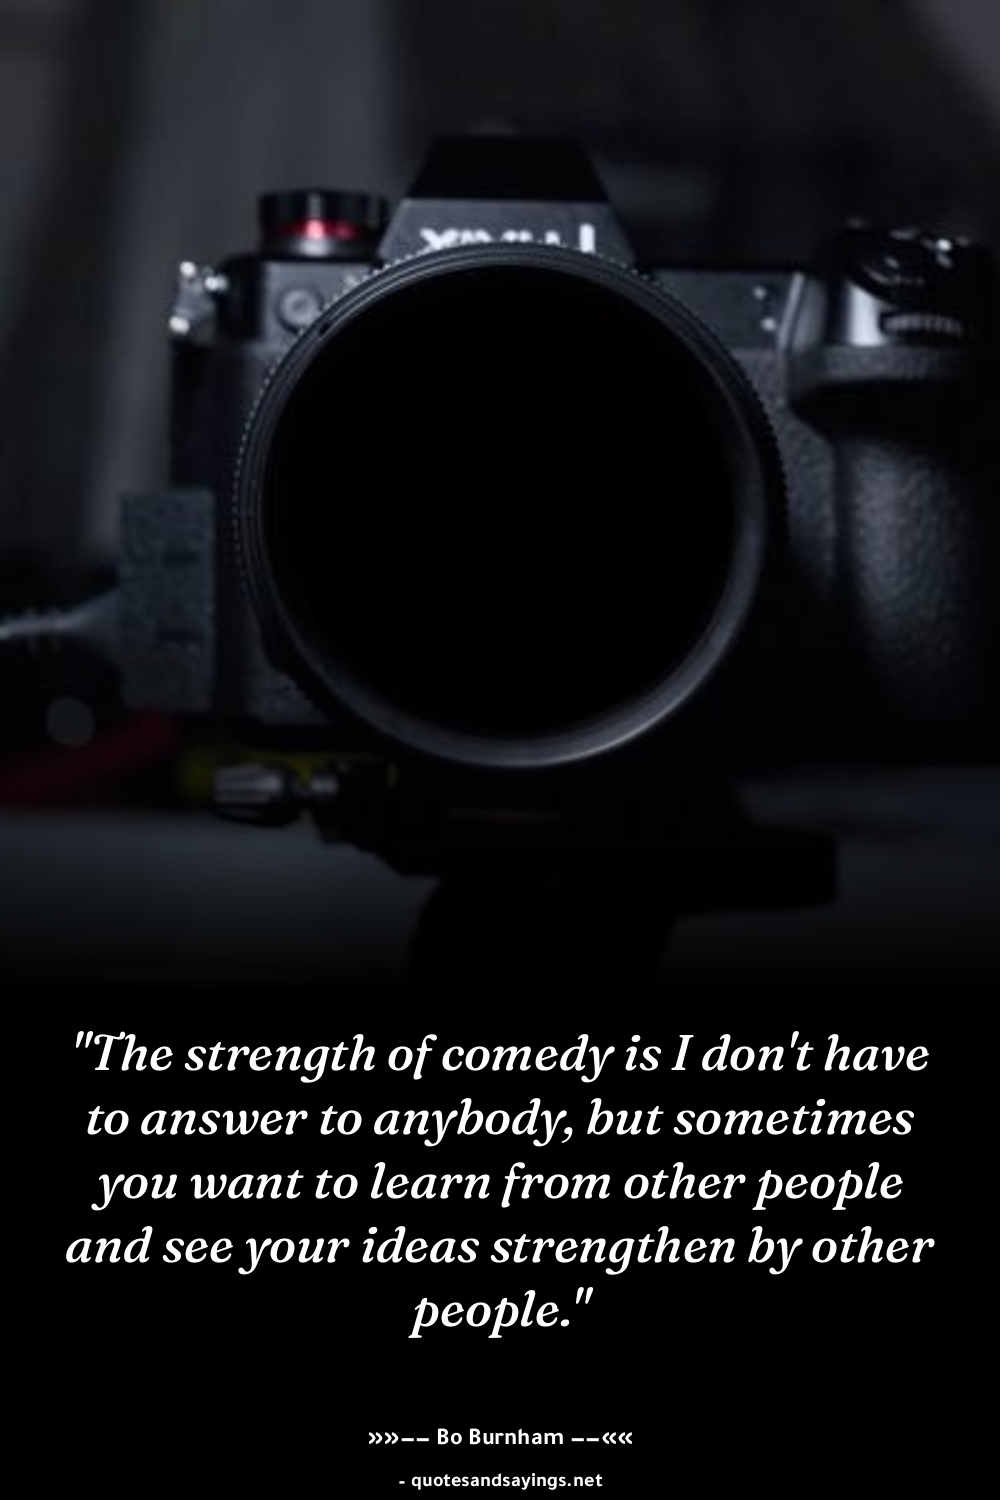 "The strength of comedy is I don't have
to answer to anybody, but sometimes
you want to learn from other people
and see your ideas strengthen by other
people."
»»–– Bo Burnham ––««
- quotesandsayings.net